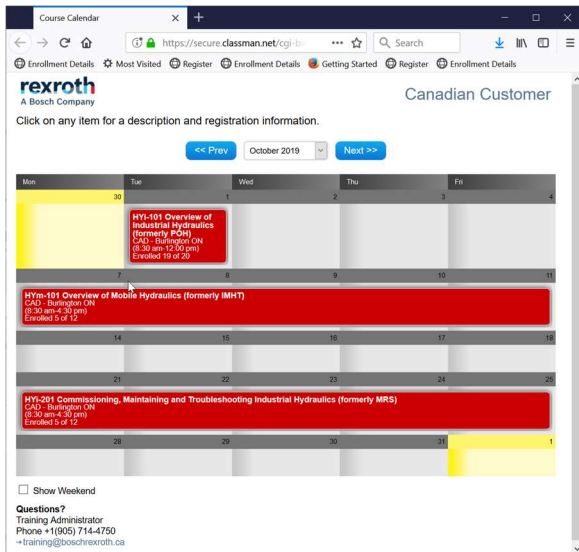 Course Calendar
https://secure.classman.net/cgi-bi
Search
Enrollment Details Most Visited Register Enrollment Details Getting Started Register Enrollment Details
rexroth
A Bosch Company
Canadian Customer
Click on any item for a description and registration information.
<< Prev October 2019 Next >>
Mon Tue Wed Thu Fri
30 1 2 3 4
HYi-101 Overview of
Industrial Hydraulics
(formerly POH)
CAD - Burlington ON
(8:30 am-12:00 pm)
Enrolled 19 of 20
7 8 9 10 11
HYm-101 Overview of Mobile Hydraulics (formerly IMHT)
CAD - Burlington ON
(8:30 am-4:30 pm)
Enrolled 5 of 12
14 15 16 17 18
21 22 23 24 25
HYi-201 Commissioning, Maintaining and Troubleshooting Industrial Hydraulics (formerly MRS)
CAD - Burlington ON
(8:30 am-4:30 pm)
Enrolled 5 of 12
28 29 30 31 1
Show Weekend
Questions?
Training Administrator
Phone +1(905) 714-4750
→training@boschrexroth.ca